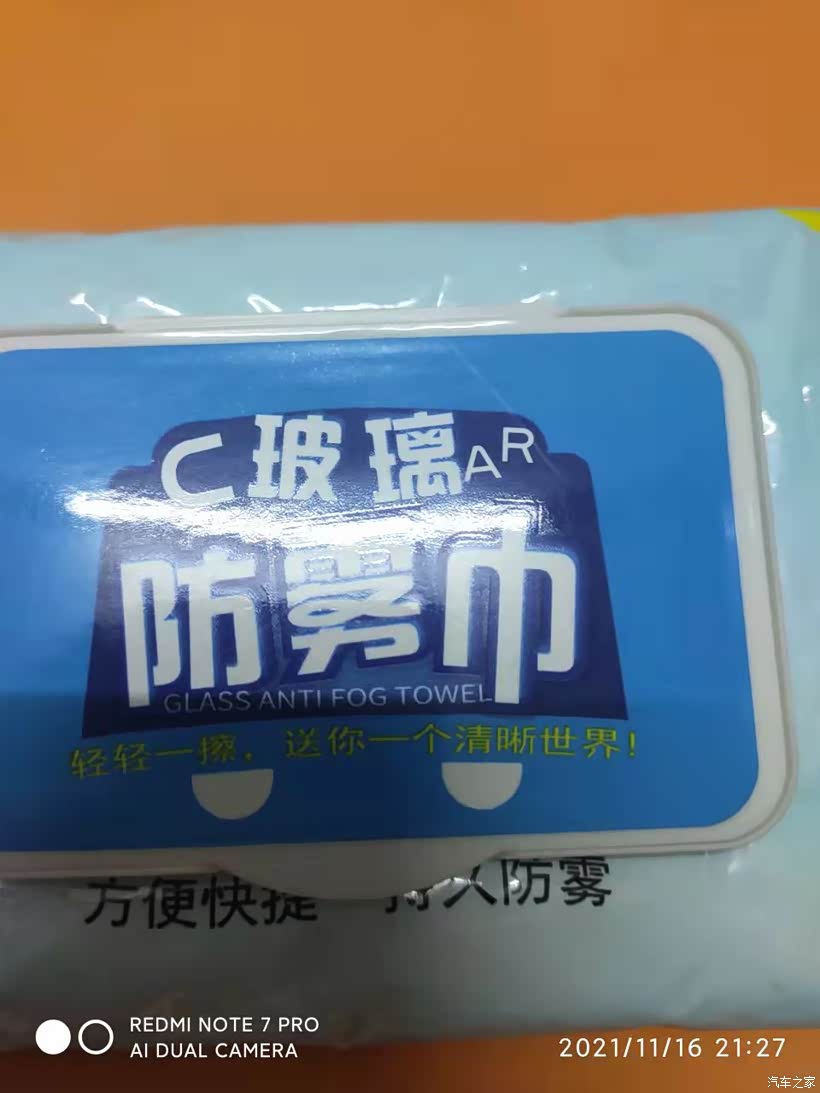 C玻璃AR
防雾巾
GLASS ANTI FOG TOWEL
轻轻一擦，送你一个清晰世界！
方便快捷 持久防雾
REDMI NOTE 7 PRO
AI DUAL CAMERA
2021/11/16 21:27
汽车之家